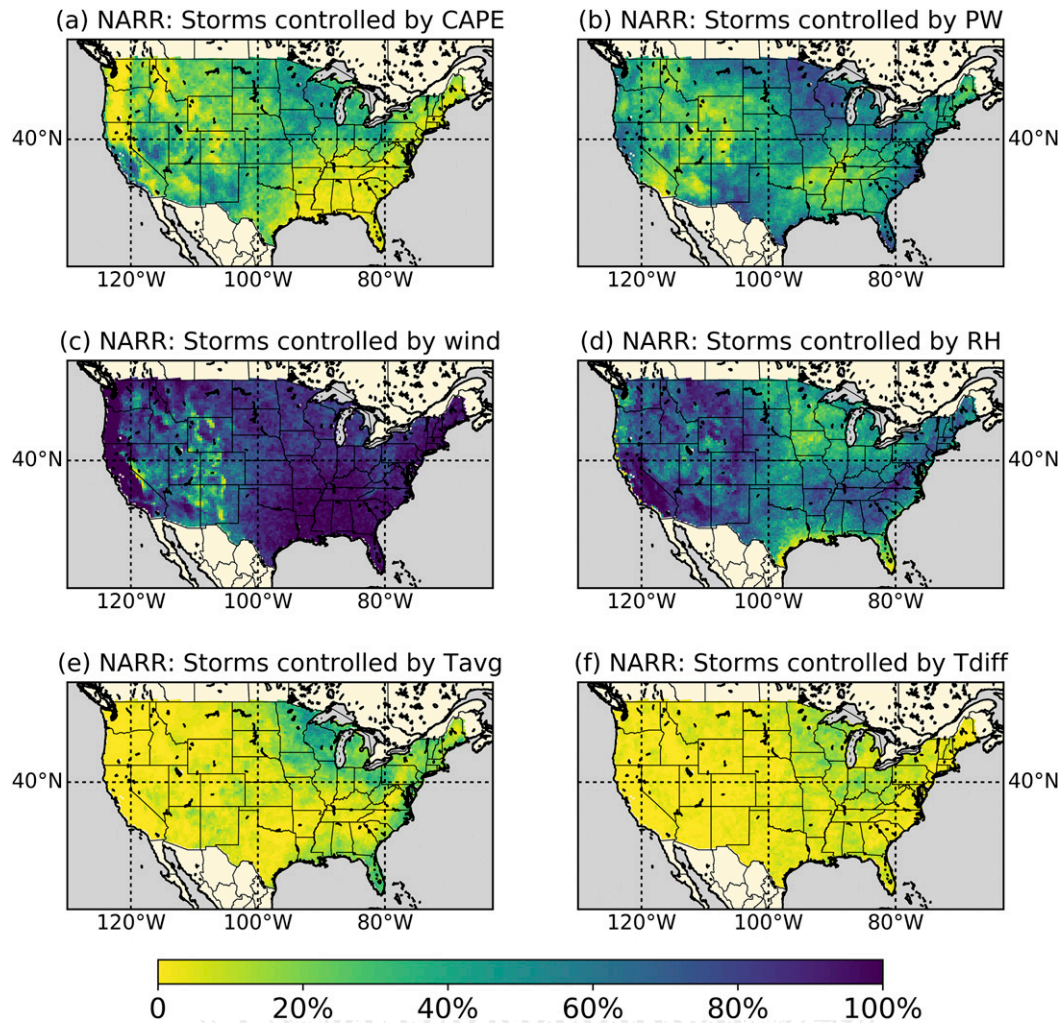 (a) NARR: Storms controlled by CAPE
(b) NARR: Storms controlled by PW
40°N
40°N
120°W 100°W 80°W
120°W 100°W 80°W
(c) NARR: Storms controlled by wind
(d) NARR: Storms controlled by RH
40°N
40°N
120°W 100°W 80°W
120°W 100°W 80°W
(e) NARR: Storms controlled by Tavg
(f) NARR: Storms controlled by Tdiff
40°N
40°N
120°W 100°W 80°W
120°W 100°W 80°W
0 20% 40% 60% 80% 100%